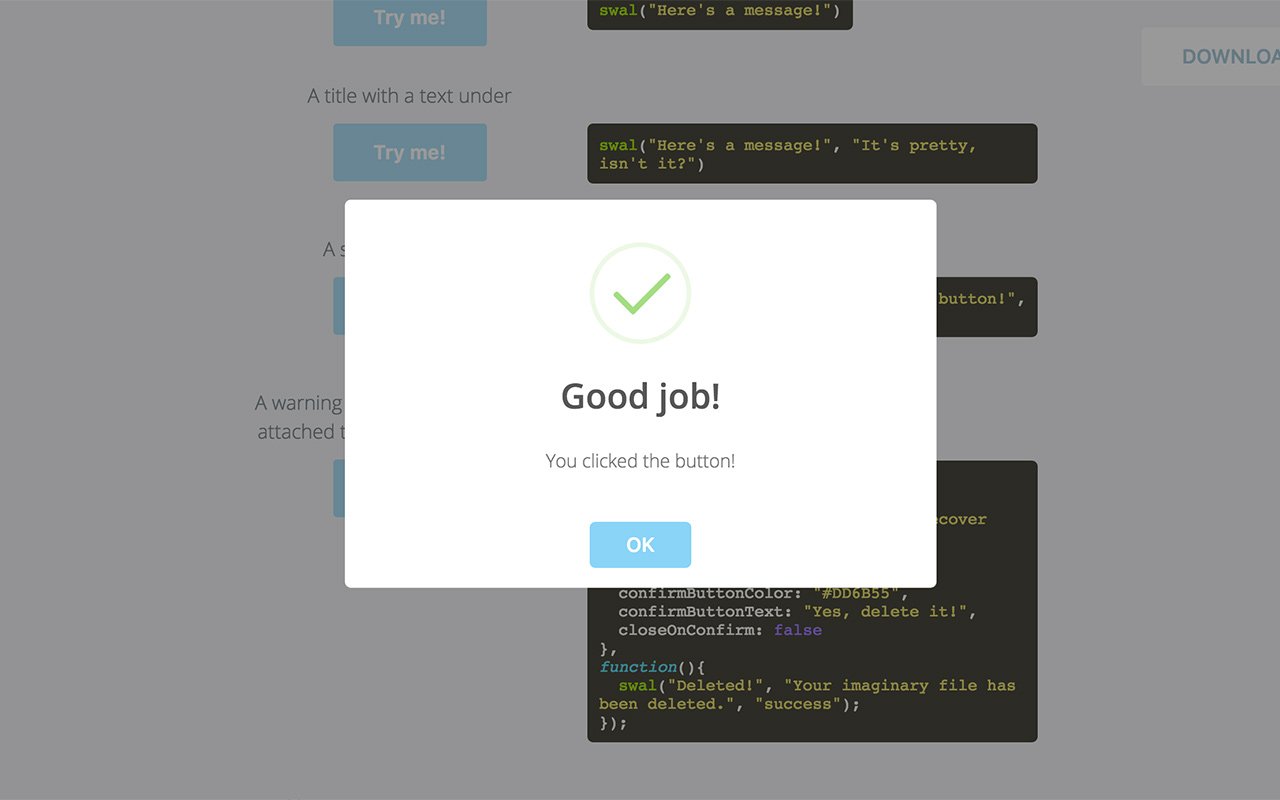 Try me!
swal("Here's a message!")
DOWNLOA
A title with a text under
Try me!
swal("Here's a message!", "It's pretty,
isn't it?")
A s
button!",
Good job!
You clicked the button!
OK
A warning
attached t
ecover
confirmButtonColor: "#DD6B55",
confirmButtonText: "Yes, delete it!",
closeOnConfirm: false
},
function(){
swal("Deleted!", "Your imaginary file has
been deleted.", "success");
});